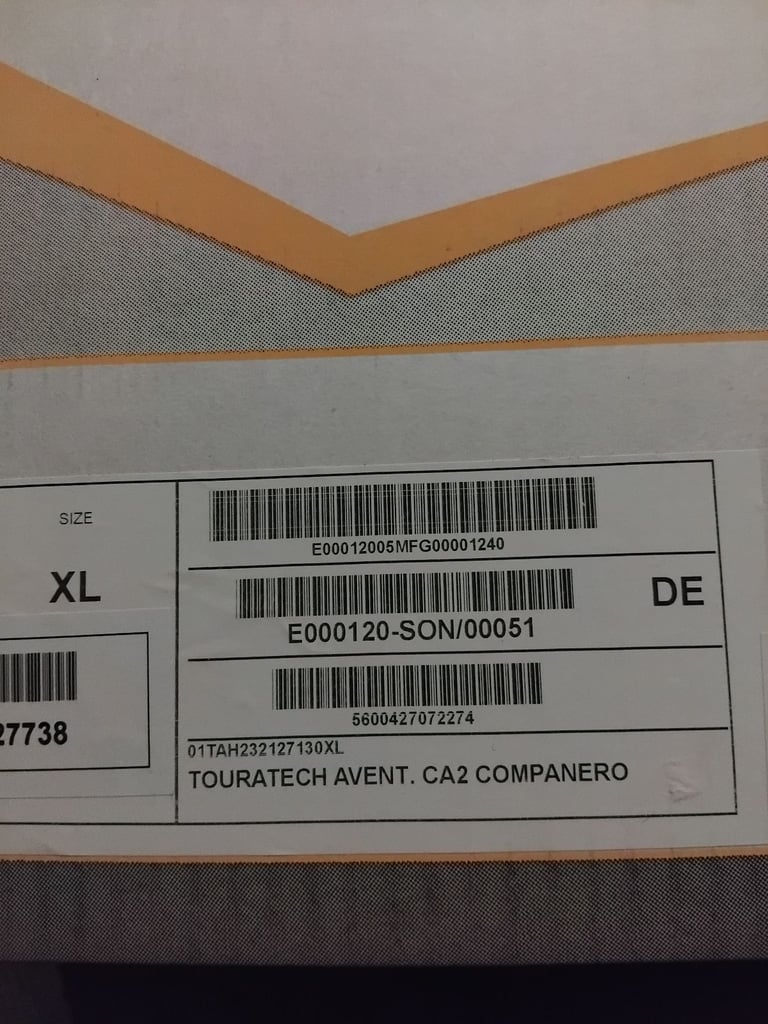 SIZE
XL
27738
E00012005MFG00001240
E000120-SON/00051
DE
5600427072274
01TAH232127130XL
TOURATECH AVENT. CA2 COMPANERO